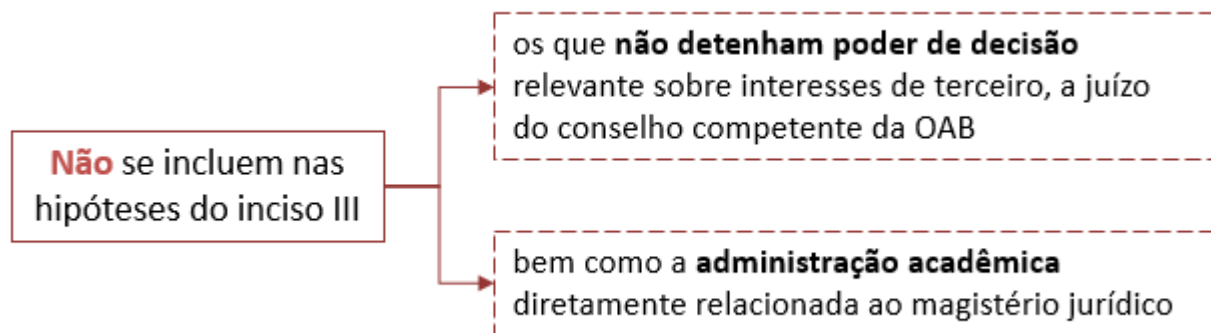 Não se incluem nas
hipóteses do inciso III
os que não detenham poder de decisão
relevante sobre interesses de terceiro, a juízo
do conselho competente da OAB
bem como a administração acadêmica
diretamente relacionada ao magistério jurídico